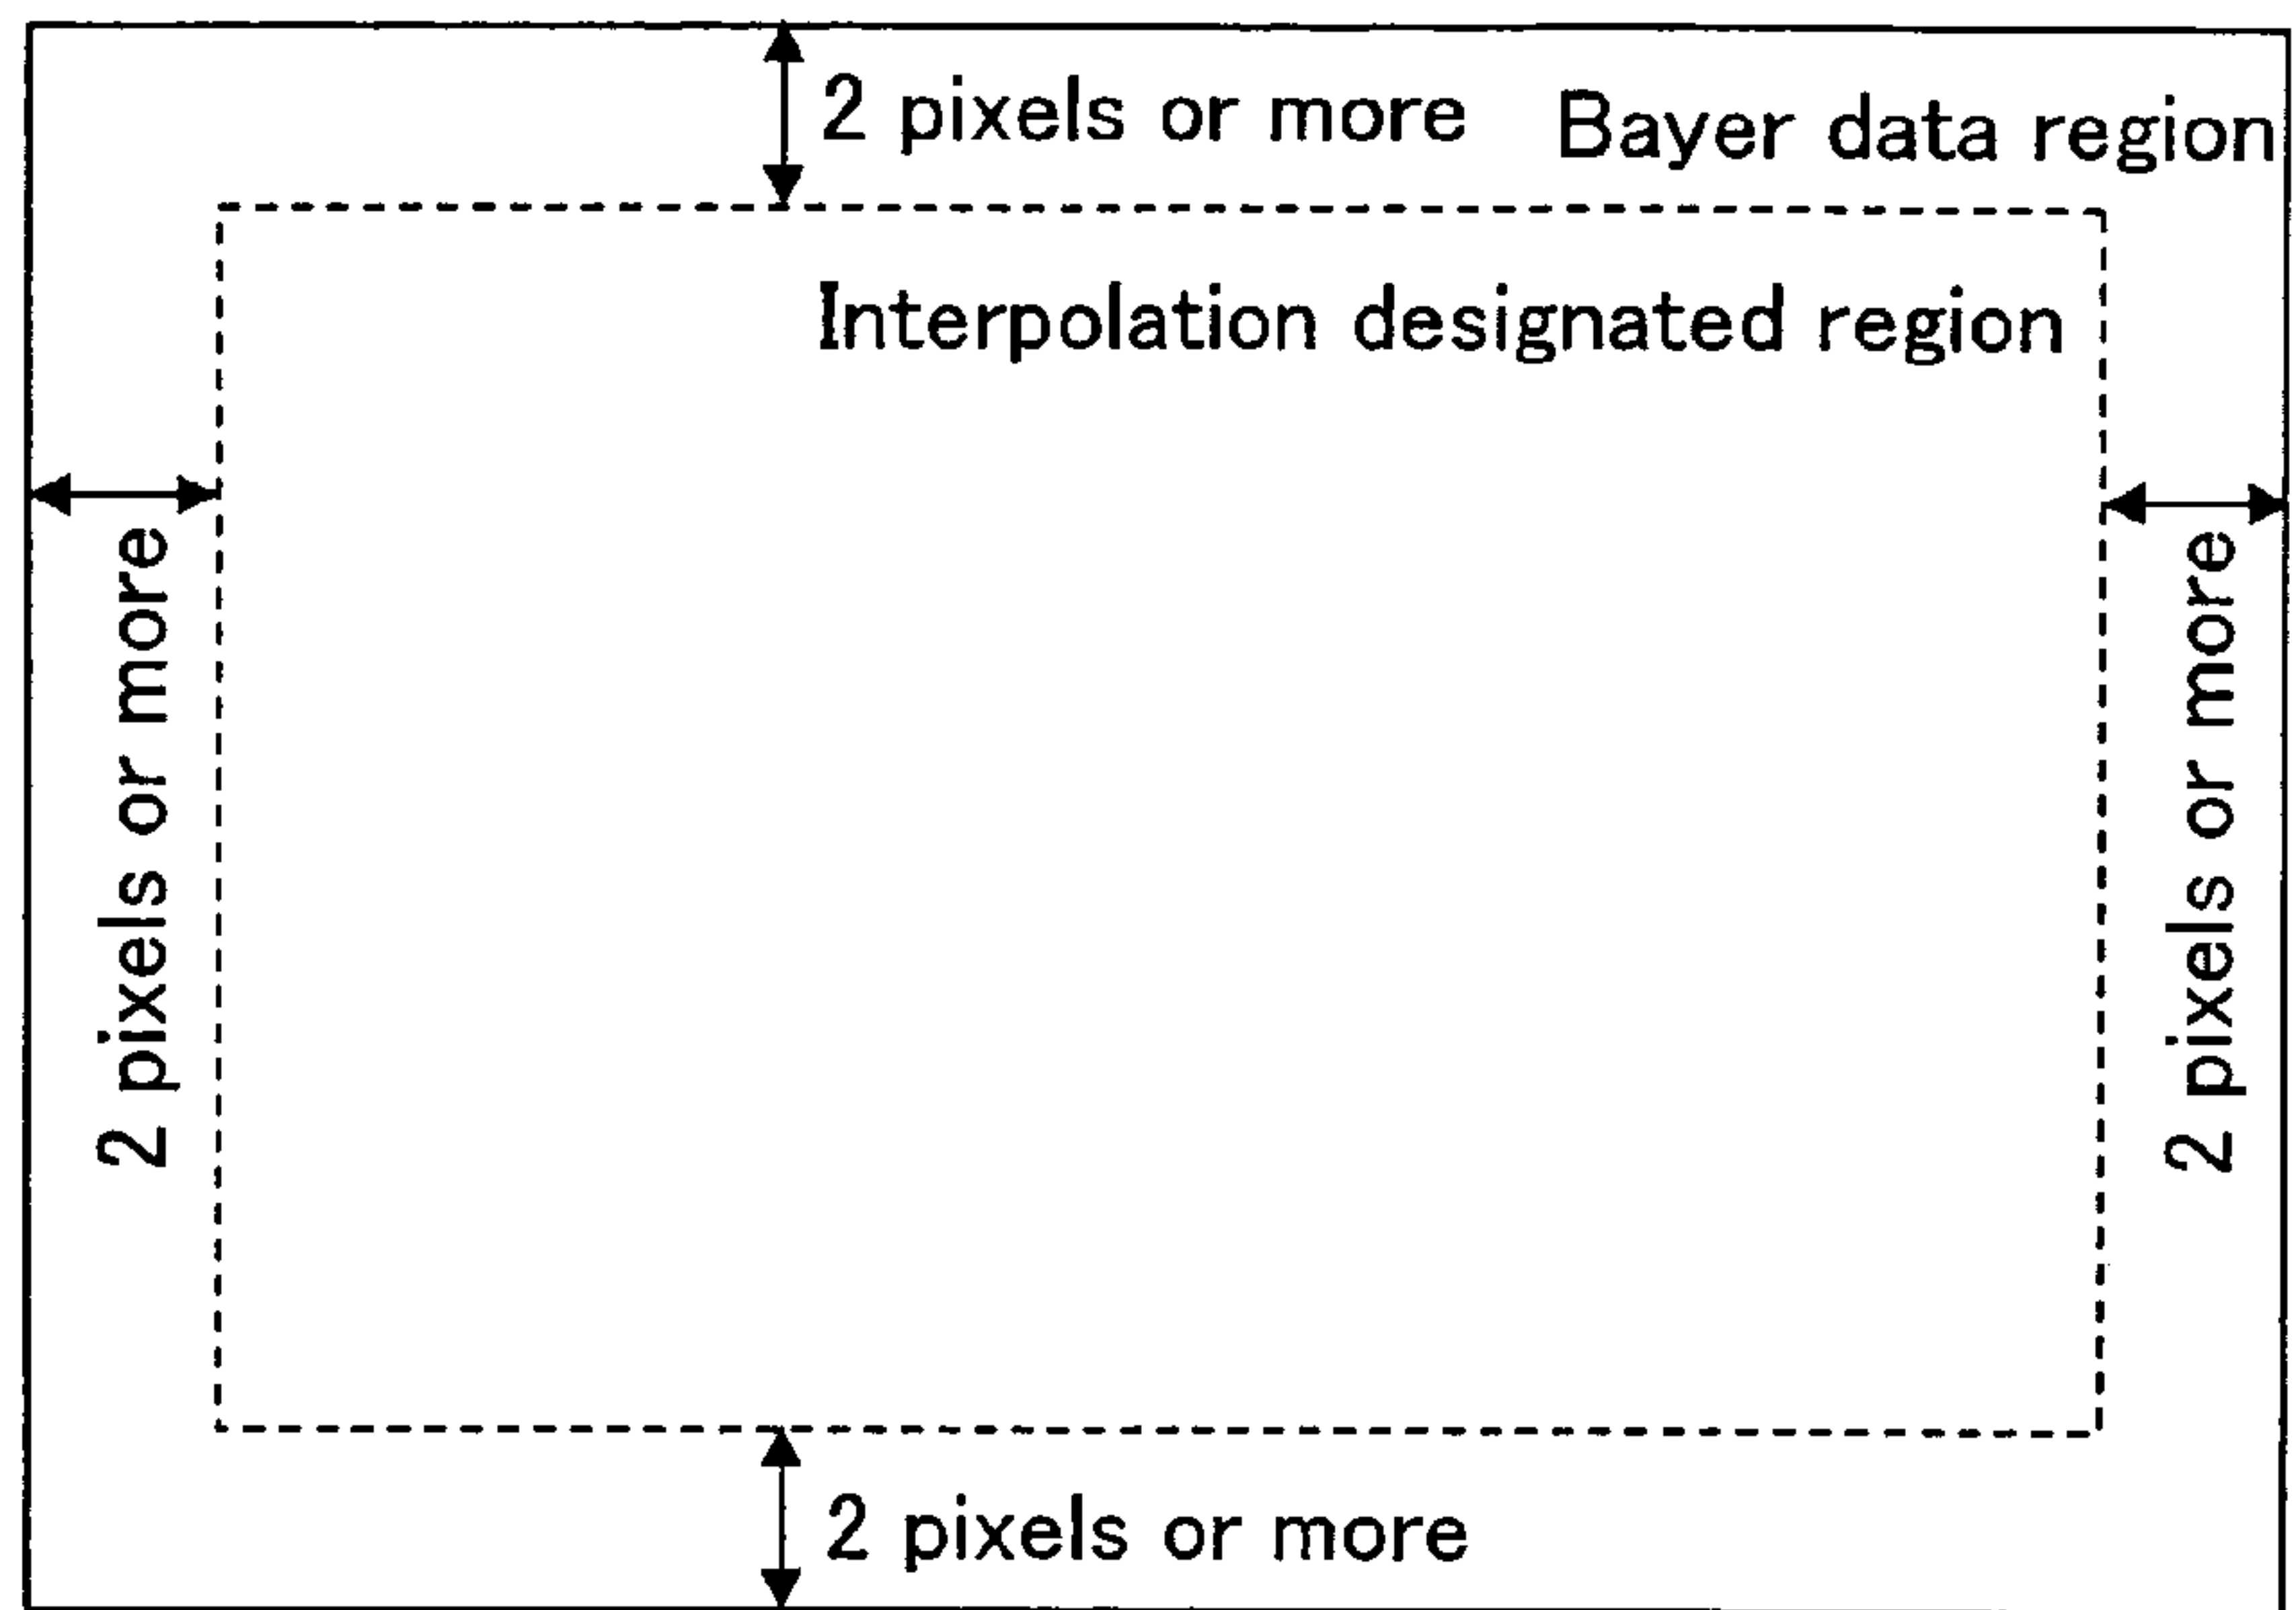 2 pixels or more
Bayer data region
Interpolation designated region
2 pixels or more
2 pixels or more
2 pixels or more